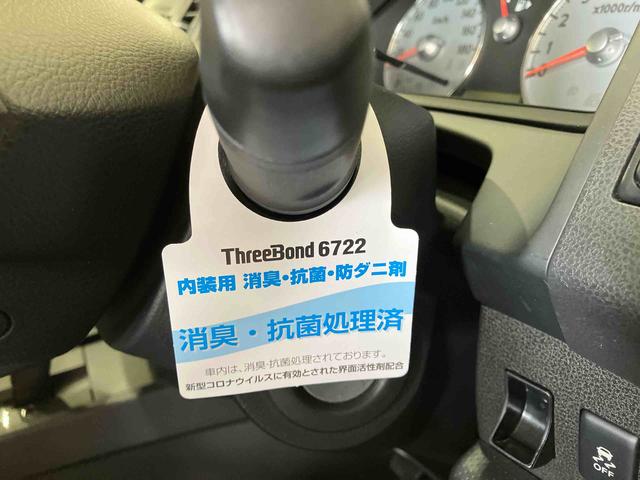 ThreeBond 6722
内装用 消臭・抗菌・防ダニ剤
消臭・抗菌処理済
車内は、消臭・抗菌処理されております。
新型コロナウイルスに有効とされた界面活性剤配合
x1000r/min
OFF